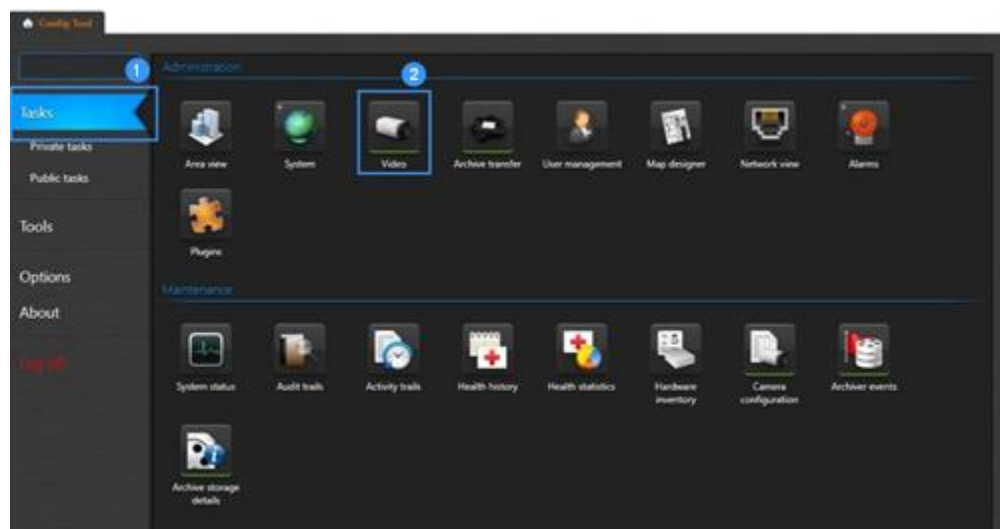 Config Tool
1
Administration
2
Tasks
Private tasks
Public tasks
Tools
Options
About
Log off
Area view
System
Video
Archive transfer
User management
Map designer
Network view
Alarms
Plugins
Maintenance
System status
Audit trails
Activity trails
Health history
Health statistics
Hardware
inventory
Camera
configuration
Archiver events
Archive storage
details